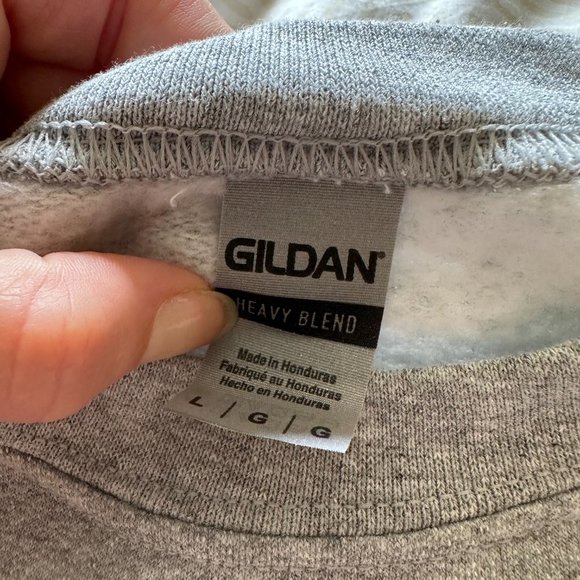 GILDAN®
HEAVY BLEND
Made in Honduras
Fabriqué au Honduras
Hecho en Honduras
L / G / G